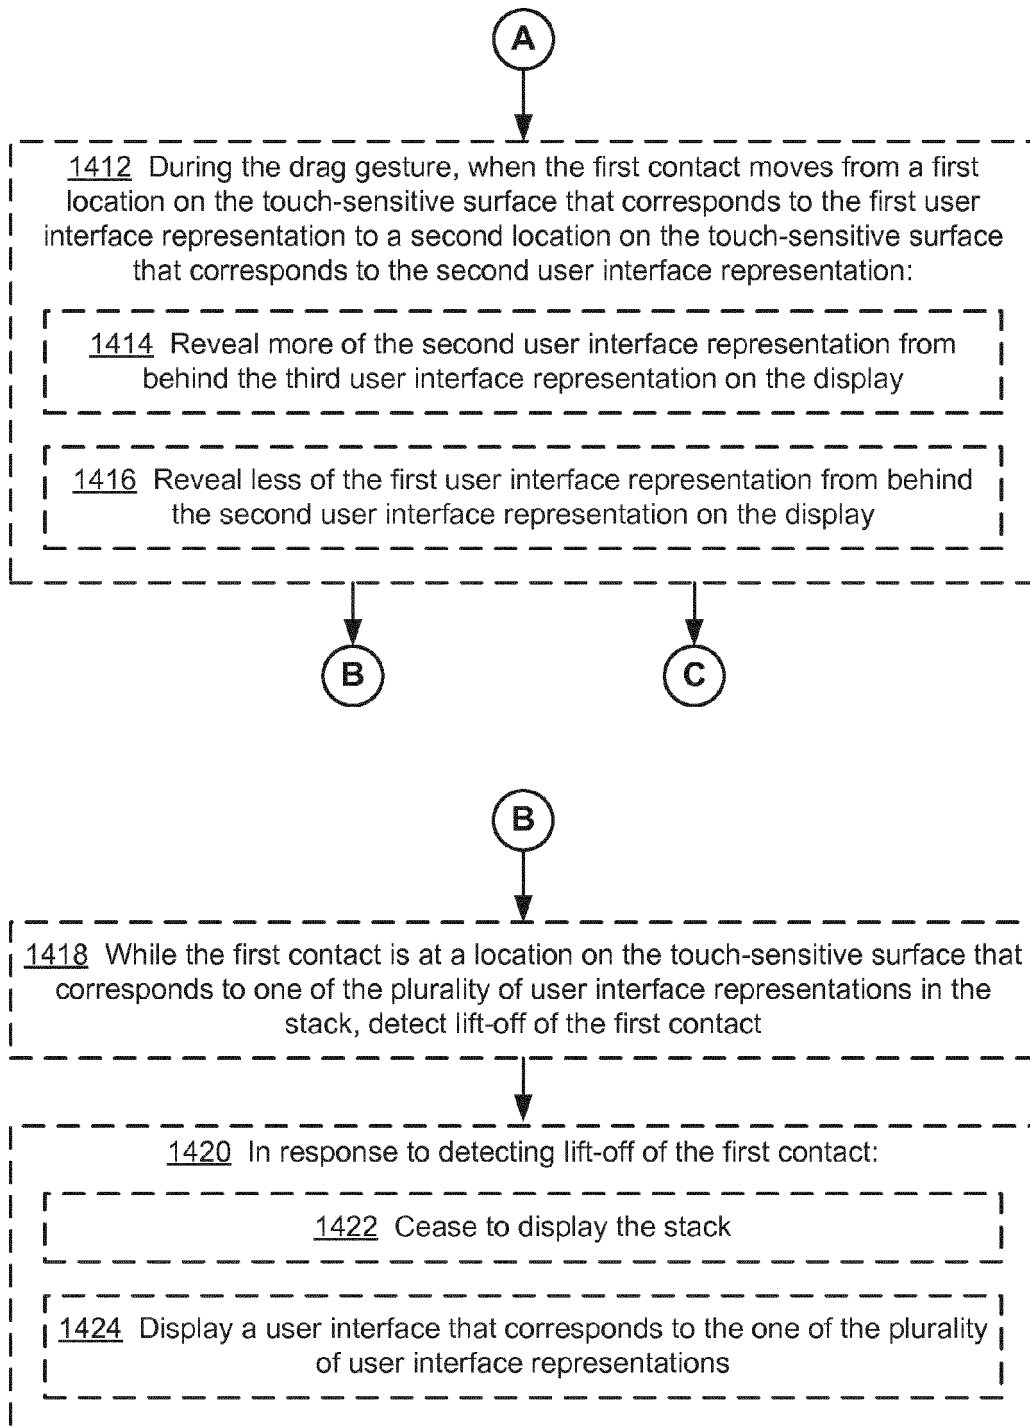 A
1412 During the drag gesture, when the first contact moves from a first
location on the touch-sensitive surface that corresponds to the first user
interface representation to a second location on the touch-sensitive surface
that corresponds to the second user interface representation:
1414 Reveal more of the second user interface representation from
behind the third user interface representation on the display
1416 Reveal less of the first user interface representation from behind
the second user interface representation on the display
B
C
B
1418 While the first contact is at a location on the touch-sensitive surface that
corresponds to one of the plurality of user interface representations in the
stack, detect lift-off of the first contact
1420 In response to detecting lift-off of the first contact:
1422 Cease to display the stack
1424 Display a user interface that corresponds to the one of the plurality
of user interface representations